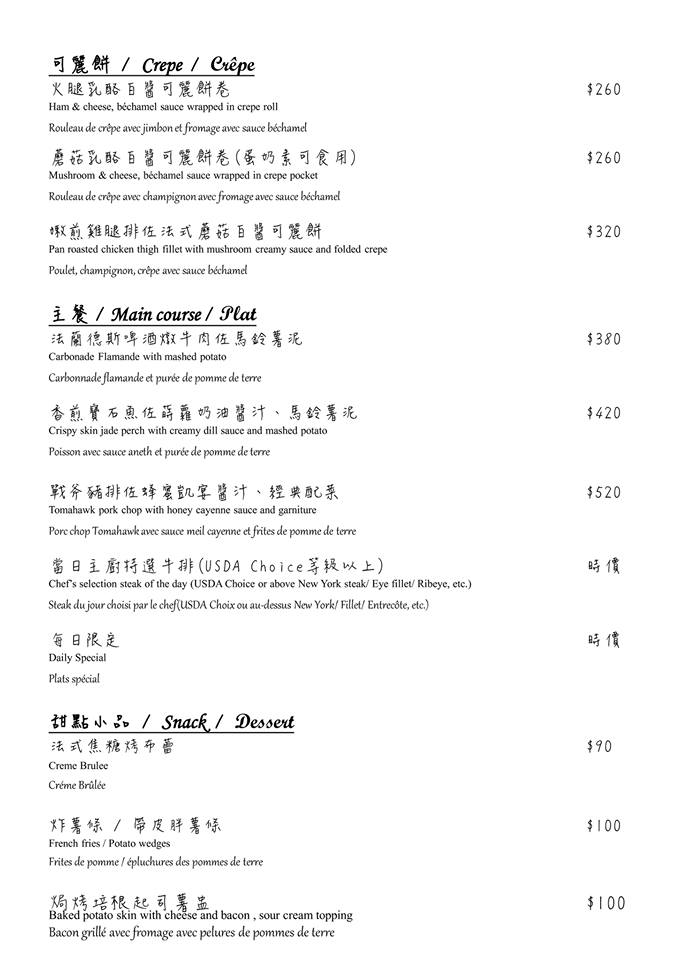 可麗餅 / Crepe / Crêpe
火腿乳酪白醬可麗餅卷 $260
Ham & cheese, béchamel sauce wrapped in crepe roll
Rouleau de crêpe avec jimbon et fromage avec sauce béchamel
蘑菇乳酪白醬可麗餅卷(蛋奶素可食用) $260
Mushroom & cheese, béchamel sauce wrapped in crepe pocket
Rouleau de crêpe avec champignon avec fromage avec sauce béchamel
嫩煎雞腿排佐法式蘑菇白醬可麗餅 $320
Pan roasted chicken thigh fillet with mushroom creamy sauce and folded crepe
Poulet, champignon, crêpe avec sauce béchamel
主餐 / Main course / Plat
法蘭德斯啤酒燉牛肉佐馬鈴薯泥 $380
Carbonade Flamande with mashed potato
Carbonnade flamande et purée de pomme de terre
香煎寶石魚佐蒔蘿奶油醬汁、馬鈴薯泥 $420
Crispy skin jade perch with creamy dill sauce and mashed potato
Poisson avec sauce aneth et purée de pomme de terre
戰斧豬排佐蜂蜜凱宴醬汁、經典配菜 $520
Tomahawk pork chop with honey cayenne sauce and garniture
Porc chop Tomahawk avec sauce meil cayenne et frites de pomme de terre
當日主廚特選牛排(USDA Choice等級以上) 時價
Chef's selection steak of the day (USDA Choice or above New York steak/ Eye fillet/ Ribeye, etc.)
Steak du jour choisi par le chef(USDA Choix ou au-dessus New York/ Fillet/ Entrecôte, etc.)
每日限定 時價
Daily Special
Plats spécial
甜點小品 / Snack / Dessert
法式焦糖烤布蕾 $90
Creme Brulee
Créme Brûlée
炸薯條 / 帶皮胖薯條 $100
French fries / Potato wedges
Frites de pomme / épluchures des pommes de terre
焗烤培根起司薯盅 $100
Baked potato skin with cheese and bacon , sour cream topping
Bacon grillé avec fromage avec pelures de pommes de terre